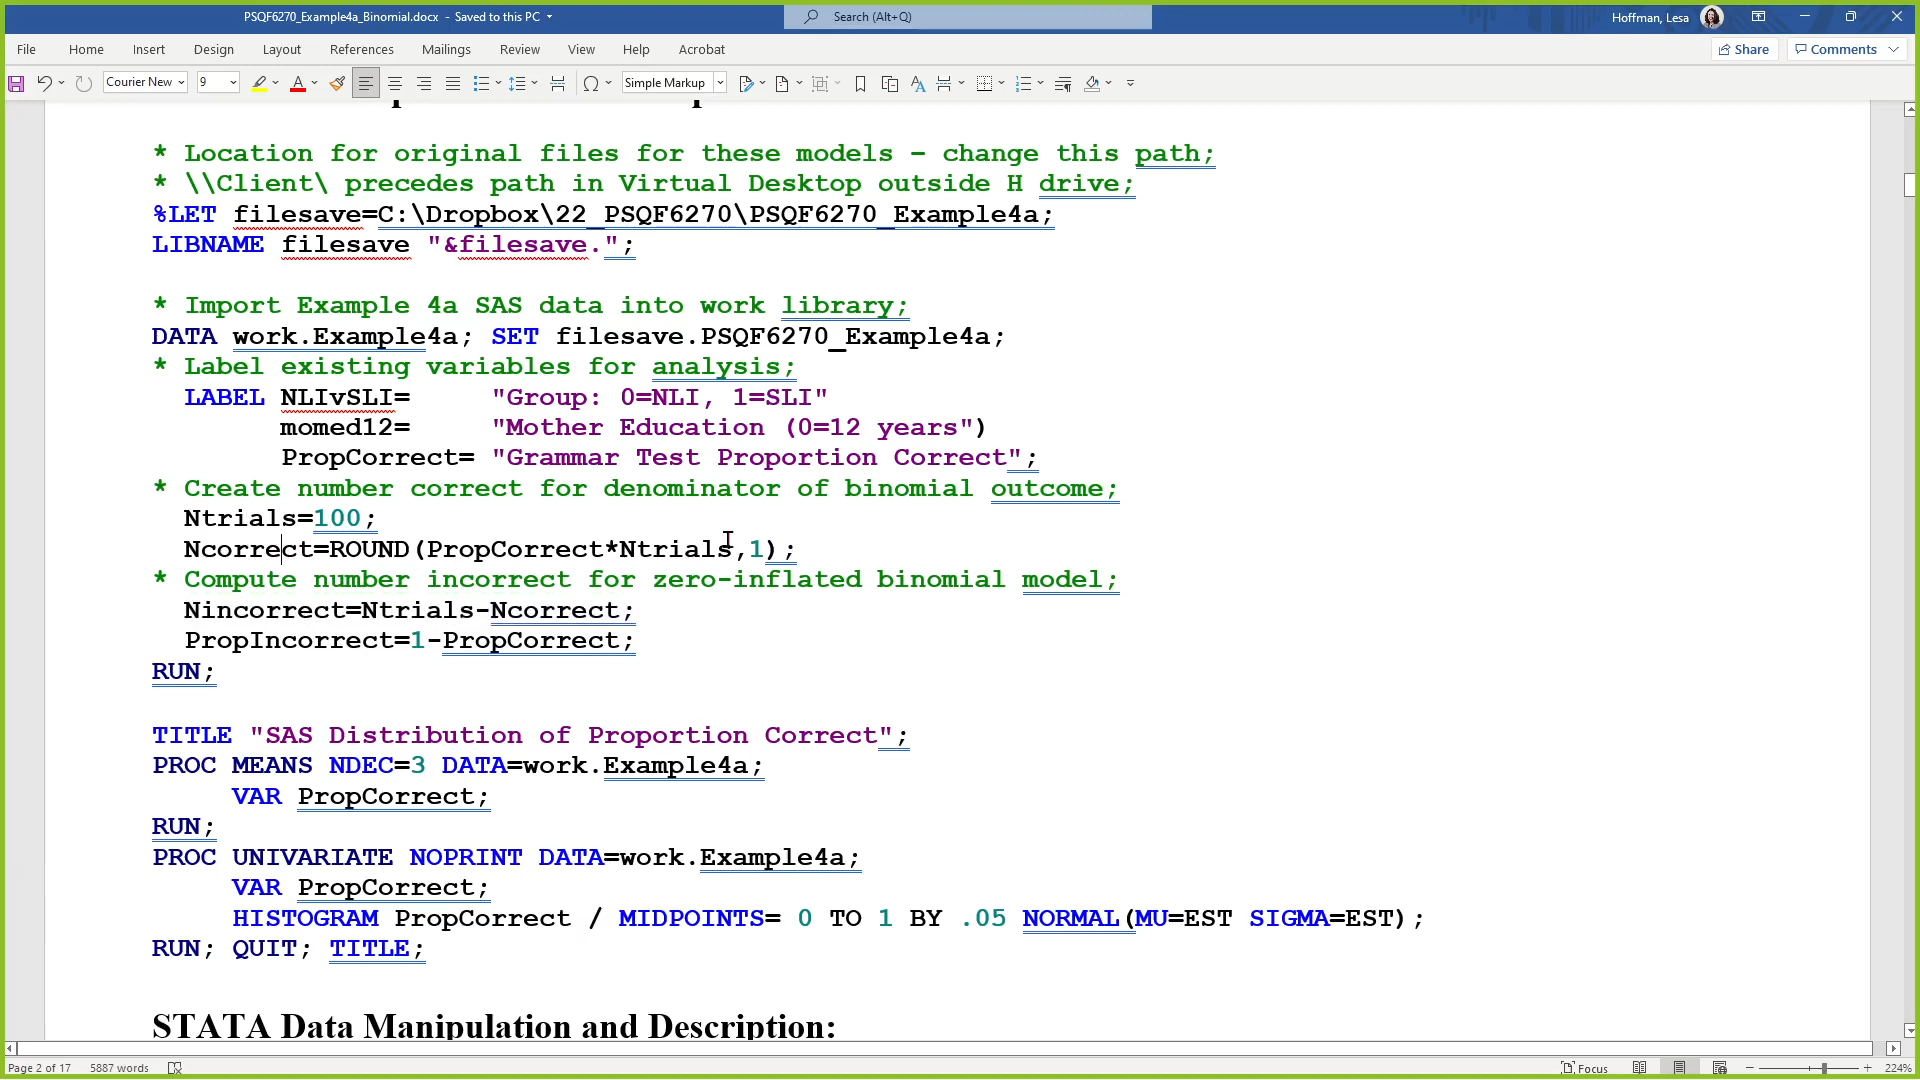 PSQF6270_Example4a_Binomial.docx - Saved to this PC
Search (Alt+Q)
Hoffman, Lesa
File Home Insert Design Layout References Mailings Review View Help Acrobat
Share Comments
Courier New 9 Simple Markup
* Location for original files for these models – change this path;
* \\Client\ precedes path in Virtual Desktop outside H drive;
%LET filesave=C:\Dropbox\22_PSQF6270\PSQF6270_Example4a;
LIBNAME filesave "&filesave.";
* Import Example 4a SAS data into work library;
DATA work.Example4a; SET filesave.PSQF6270_Example4a;
* Label existing variables for analysis;
LABEL NLIvSLI= "Group: 0=NLI, 1=SLI"
momed12= "Mother Education (0=12 years")
PropCorrect= "Grammar Test Proportion Correct";
* Create number correct for denominator of binomial outcome;
Ntrials=100;
Ncorrect=ROUND(PropCorrect*Ntrials,1);
* Compute number incorrect for zero-inflated binomial model;
Nincorrect=Ntrials-Ncorrect;
PropIncorrect=1-PropCorrect;
RUN;
TITLE "SAS Distribution of Proportion Correct";
PROC MEANS NDEC=3 DATA=work.Example4a;
VAR PropCorrect;
RUN;
PROC UNIVARIATE NOPRINT DATA=work.Example4a;
VAR PropCorrect;
HISTOGRAM PropCorrect / MIDPOINTS= 0 TO 1 BY .05 NORMAL(MU=EST SIGMA=EST);
RUN; QUIT; TITLE;
STATA Data Manipulation and Description:
Page 2 of 17 5887 words
Focus
224%